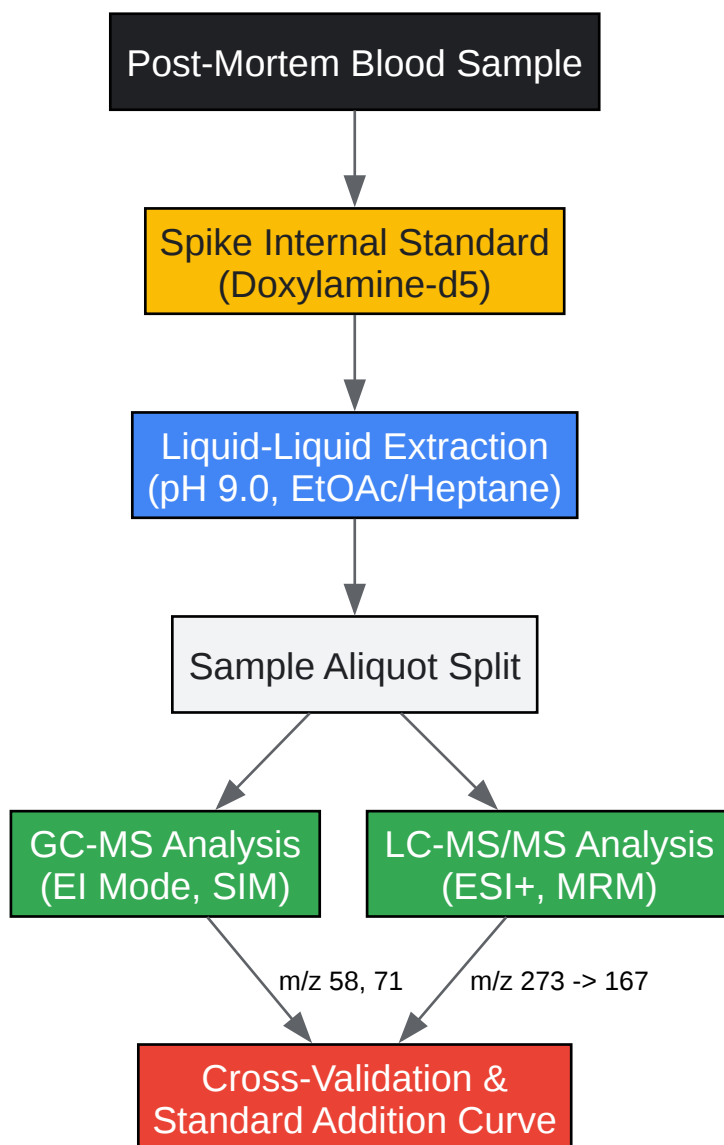 Post-Mortem Blood Sample
Spike Internal Standard
(Doxylamine-d5)
Liquid-Liquid Extraction
(pH 9.0, EtOAc/Heptane)
Sample Aliquot Split
GC-MS Analysis
(EI Mode, SIM)
LC-MS/MS Analysis
(ESI+, MRM)
m/z 58, 71
m/z 273 -> 167
Cross-Validation &
Standard Addition Curve